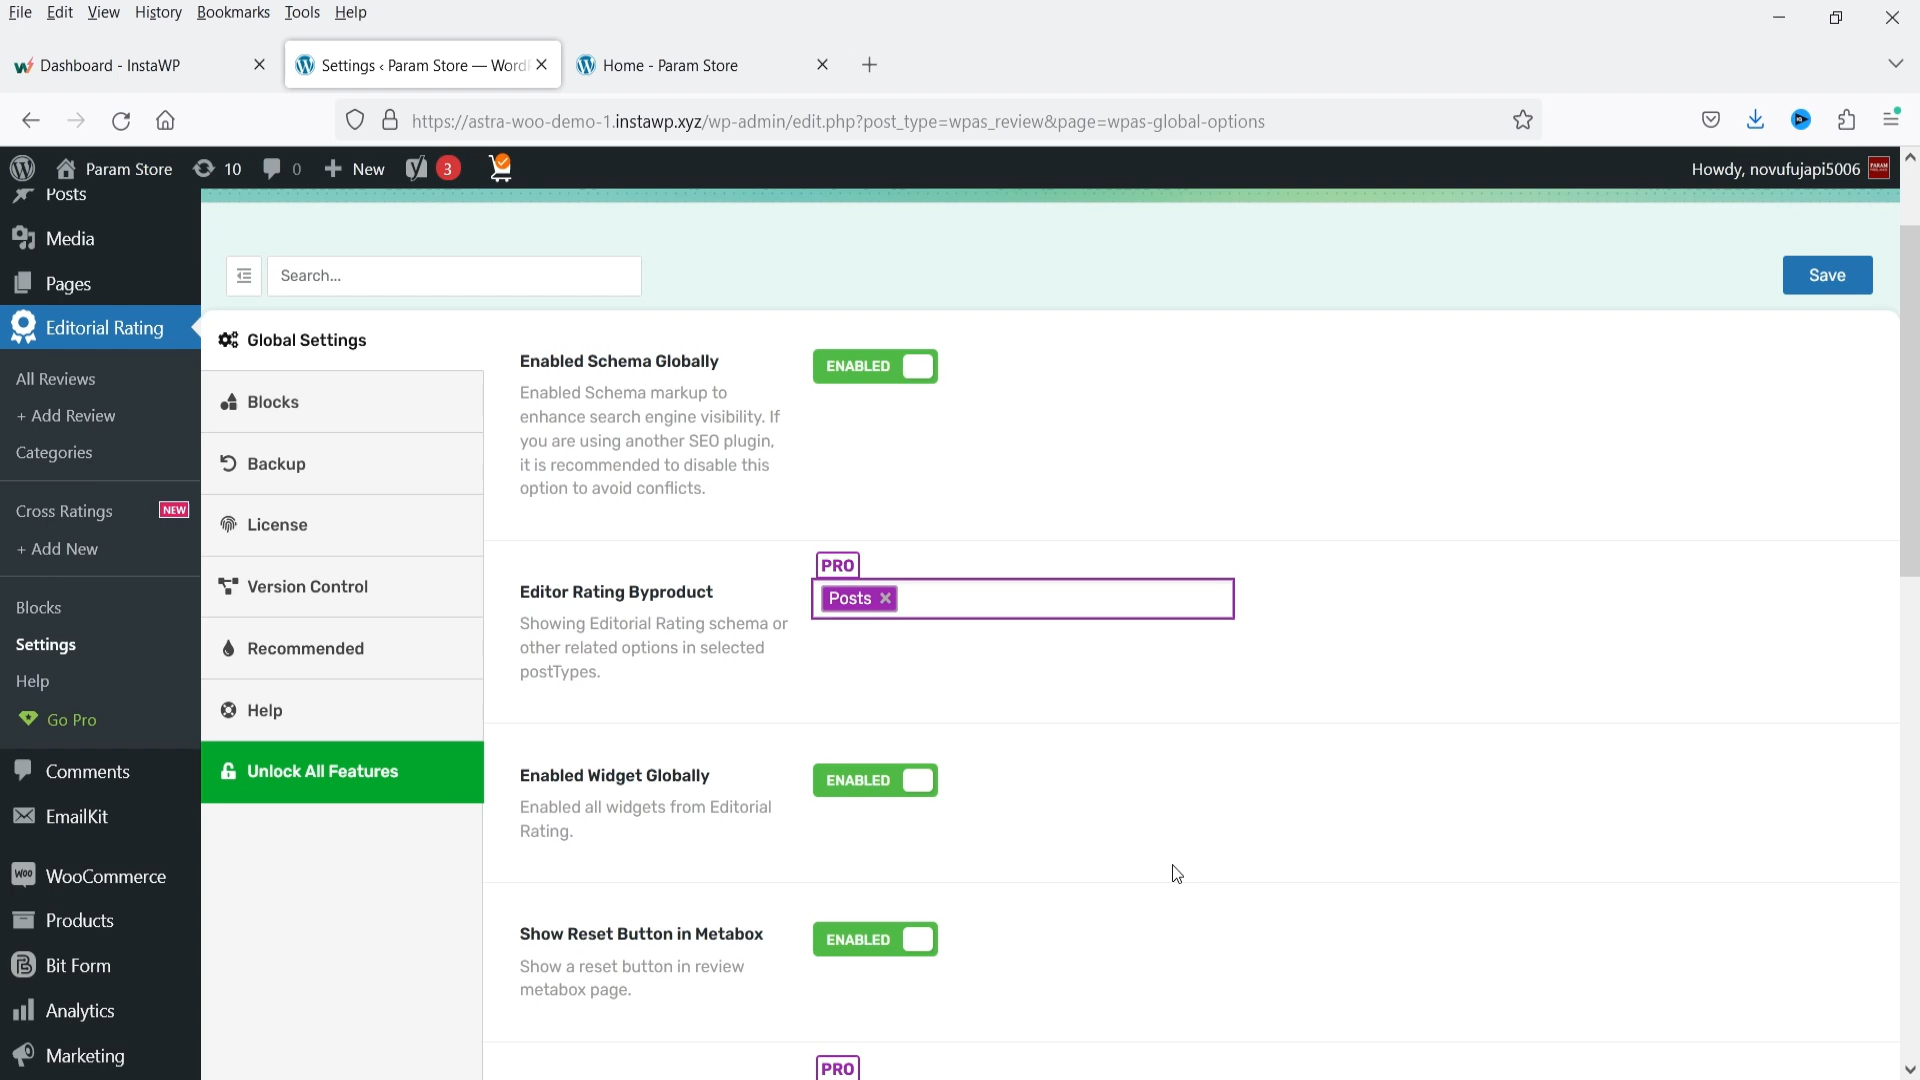 File Edit View History Bookmarks Tools Help
Dashboard - InstaWP
Settings ‹ Param Store — Word
Home - Param Store
https://astra-woo-demo-1.instawp.xyz/wp-admin/edit.php?post_type=wpas_review&page=wpas-global-options
Param Store 10 0 New 3
Howdy, novufujapi5006
PARAM
Posts
Media
Pages
Editorial Rating
All Reviews
+ Add Review
Categories
Cross Ratings NEW
+ Add New
Blocks
Settings
Help
Go Pro
Comments
EmailKit
WooCommerce
Products
Bit Form
Analytics
Marketing
Search...
Save
Global Settings
Blocks
Backup
License
Version Control
Recommended
Help
Unlock All Features
Enabled Schema Globally
ENABLED
Enabled Schema markup to
enhance search engine visibility. If
you are using another SEO plugin,
it is recommended to disable this
option to avoid conflicts.
PRO
Editor Rating Byproduct
Posts
Showing Editorial Rating schema or
other related options in selected
postTypes.
Enabled Widget Globally
ENABLED
Enabled all widgets from Editorial
Rating.
Show Reset Button in Metabox
ENABLED
Show a reset button in review
metabox page.
PRO